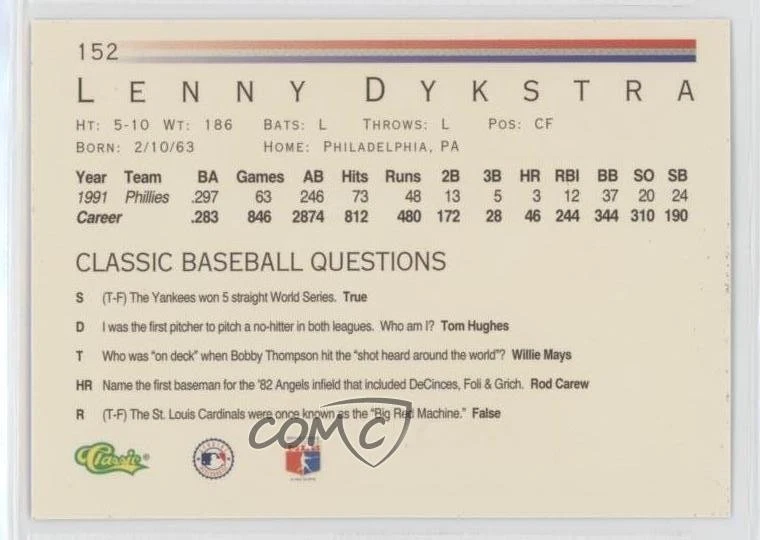 152
LENNY DYKSTRA
HT: 5-10 WT: 186 BATS: L THROWS: L POS: CF
BORN: 2/10/63 HOME: PHILADELPHIA, PA
Year Team BA Games AB Hits Runs 2B 3B HR RBI BB SO SB
1991 Phillies .297 63 246 73 48 13 5 3 12 37 20 24
Career .283 846 2874 812 480 172 28 46 244 344 310 190
CLASSIC BASEBALL QUESTIONS
S (T-F) The Yankees won 5 straight World Series. True
D I was the first pitcher to pitch a no-hitter in both leagues. Who am I? Tom Hughes
T Who was "on deck" when Bobby Thompson hit the "shot heard around the world"? Willie Mays
HR Name the first baseman for the '82 Angels infield that included DeCinces, Foli & Grich. Rod Carew
R (T-F) The St. Louis Cardinals were once known as the "Big Red Machine." False
COMC
Classic®